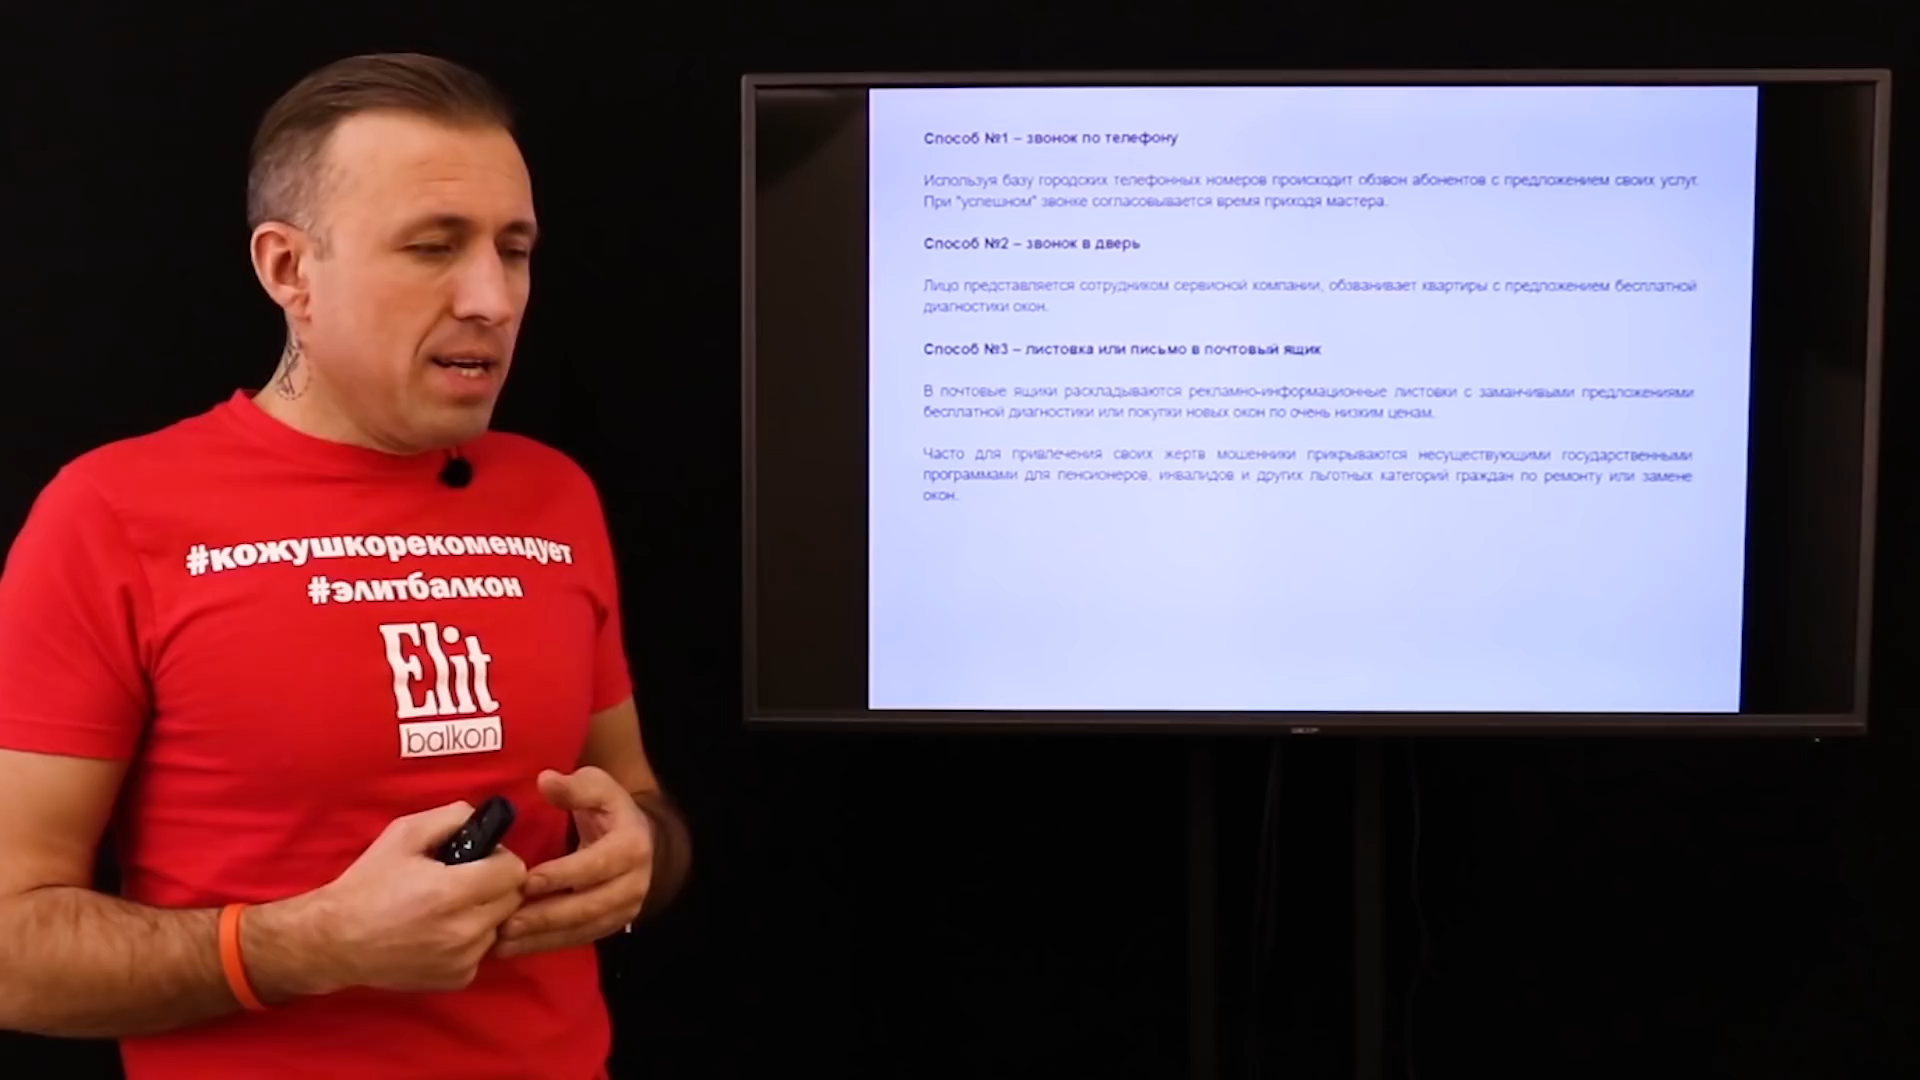 #кожушкорекомендует
#элитбалкон
Elit
balkon
Способ №1 – звонок по телефону
Используя базу городских телефонных номеров происходит обзвон абонентов с предложением своих услуг.
При "успешном" звонке согласовывается время прихода мастера.
Способ №2 – звонок в дверь
Лицо представляется сотрудником сервисной компании, обзванивает квартиры с предложением бесплатной
диагностики окон.
Способ №3 – листовка или письмо в почтовый ящик
В почтовые ящики раскладываются рекламно-информационные листовки с заманчивыми предложениями
бесплатной диагностики или покупки новых окон по очень низким ценам.
Часто для привлечения своих жертв мошенники прикрываются несуществующими государственными
программами для пенсионеров, инвалидов и других льготных категорий граждан по ремонту или замене
окон.